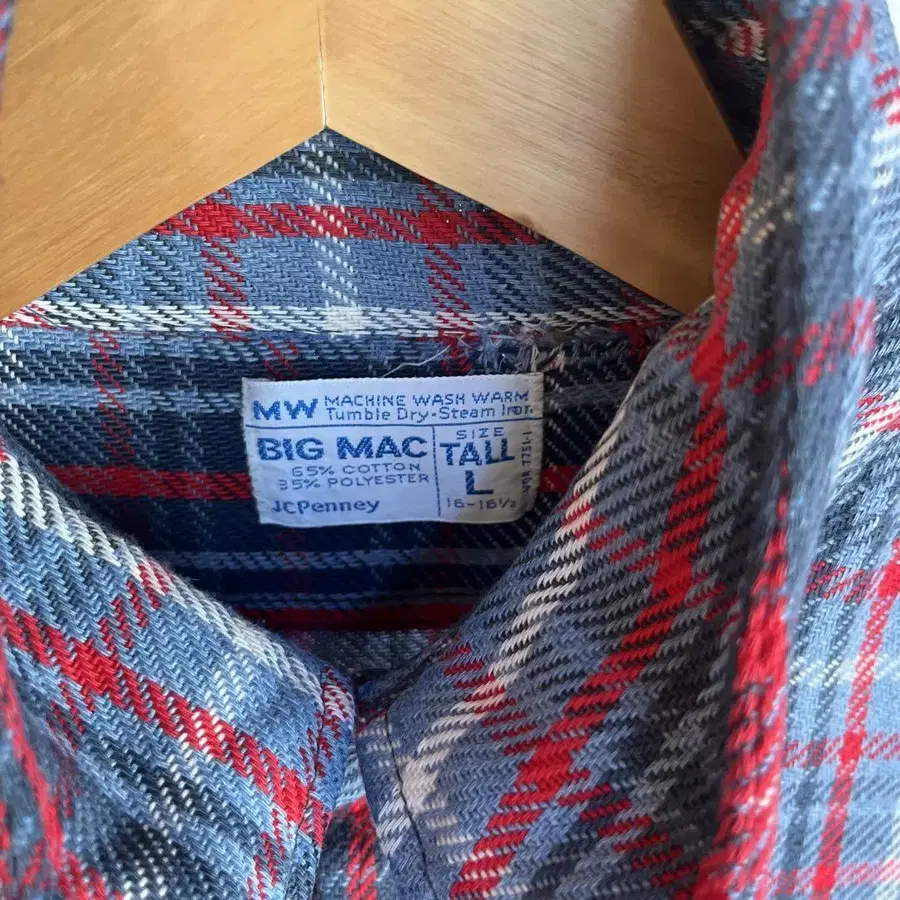 MW MACHINE WASH WARM
Tumble Dry-Steam Iron.
BIG MAC
65% COTTON
35% POLYESTER
JCPenney
SIZE
TALL
L
16-16½